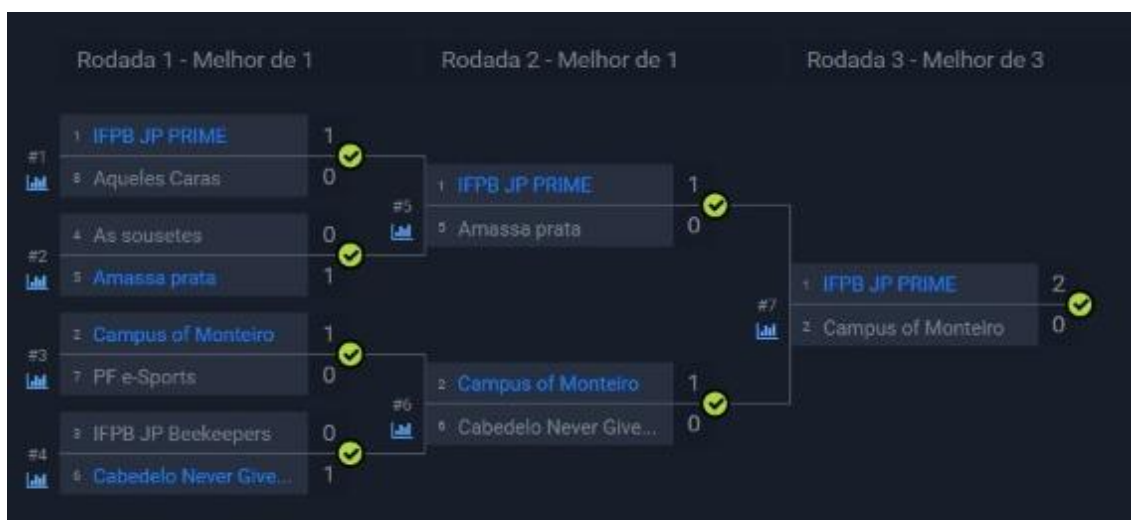 Rodada 1 - Melhor de 1
Rodada 2 - Melhor de 1
Rodada 3 - Melhor de 3
#1
1 IFPB JP PRIME 1
8 Aqueles Caras 0
#2
4 As sousetes 0
5 Amassa prata 1
#3
2 Campus of Monteiro 1
7 PF e-Sports 0
#4
3 IFPB JP Beekeepers 0
6 Cabedelo Never Give... 1
#5
1 IFPB JP PRIME 1
5 Amassa prata 0
#6
2 Campus of Monteiro 1
6 Cabedelo Never Give... 0
#7
1 IFPB JP PRIME 2
2 Campus of Monteiro 0